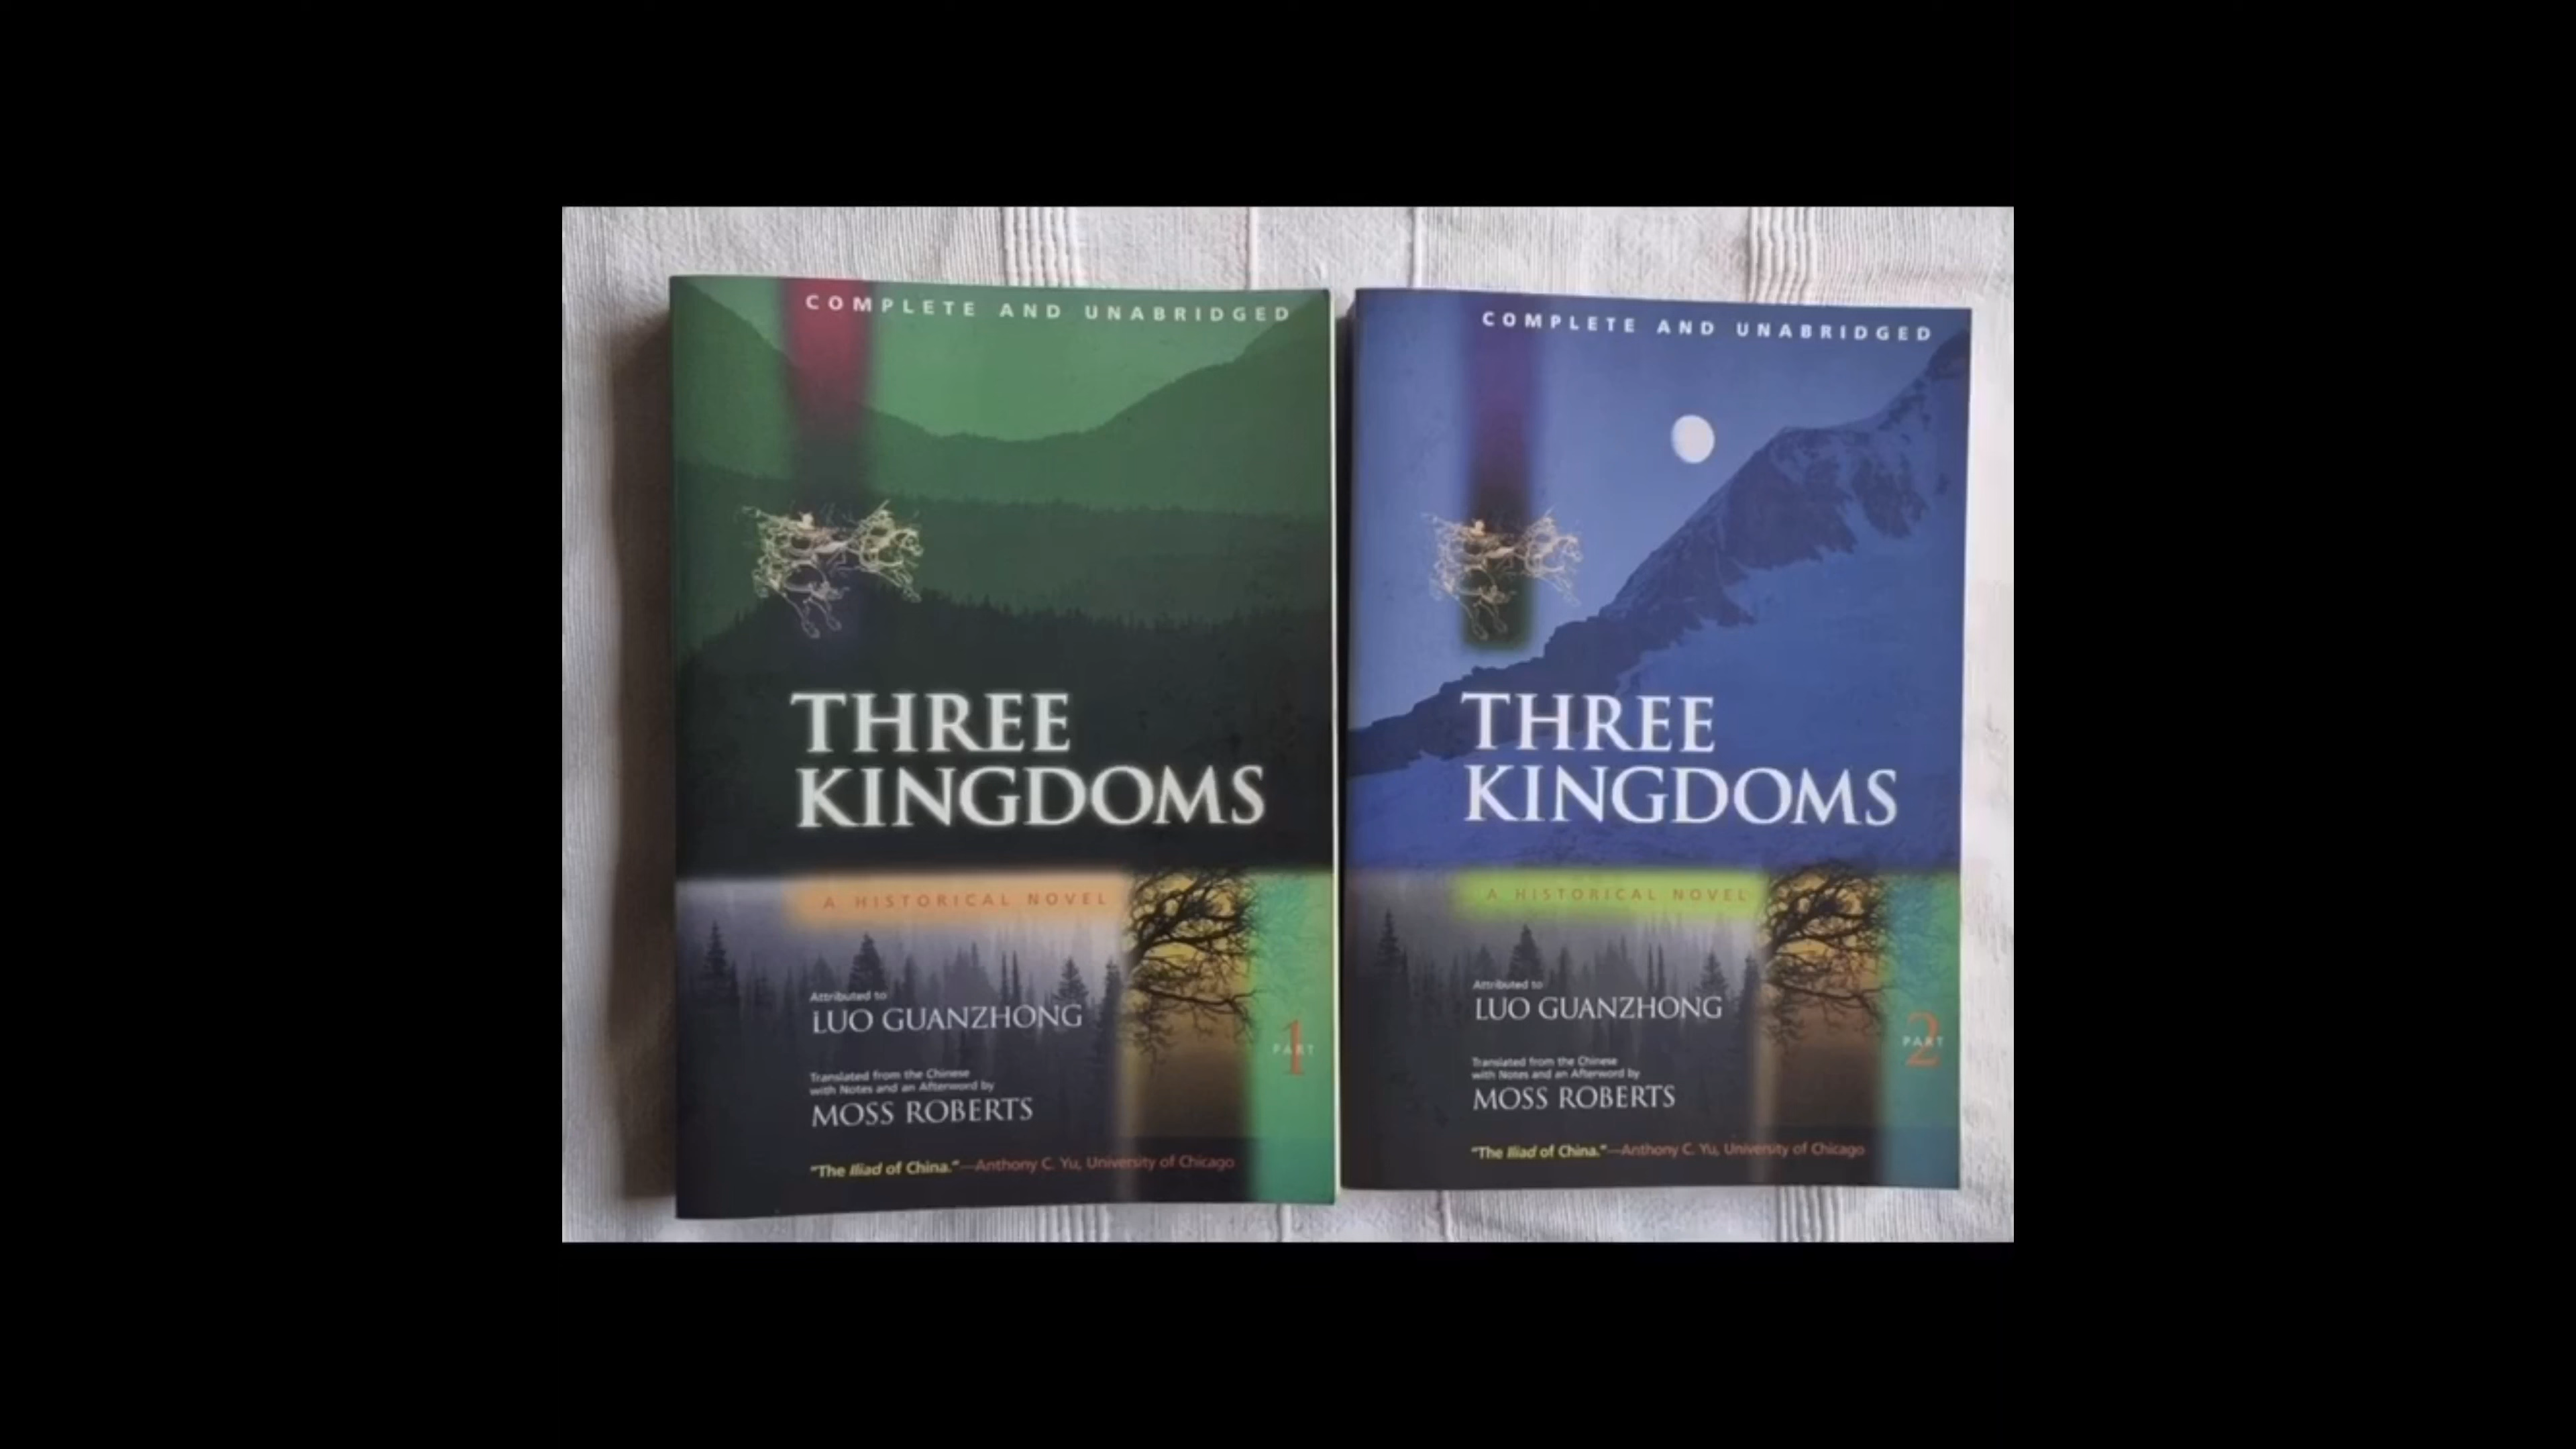 COMPLETE AND UNABRIDGED
THREE
KINGDOMS
A HISTORICAL NOVEL
Attributed to
LUO GUANZHONG
Translated from the Chinese
with Notes and an Afterword by
MOSS ROBERTS
PART 1
"The Iliad of China."—Anthony C. Yu, University of Chicago
COMPLETE AND UNABRIDGED
THREE
KINGDOMS
A HISTORICAL NOVEL
Attributed to
LUO GUANZHONG
Translated from the Chinese
with Notes and an Afterword by
MOSS ROBERTS
PART 2
"The Iliad of China."—Anthony C. Yu, University of Chicago